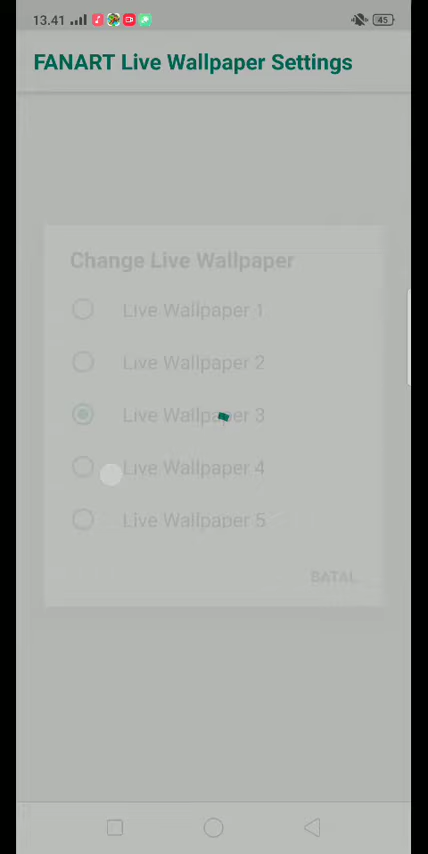 13.41
45
FANART Live Wallpaper Settings
Change Live Wallpaper
Live Wallpaper 1
Live Wallpaper 2
Live Wallpaper 3
Live Wallpaper 4
Live Wallpaper 5
BATAL